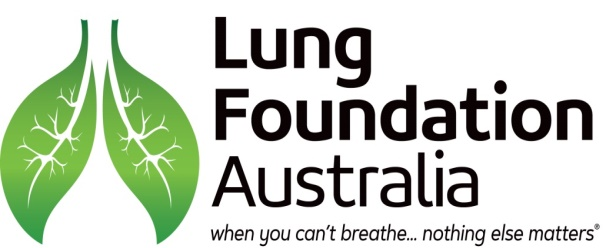 Lung
Foundation
Australia
when you can't breathe... nothing else matters®